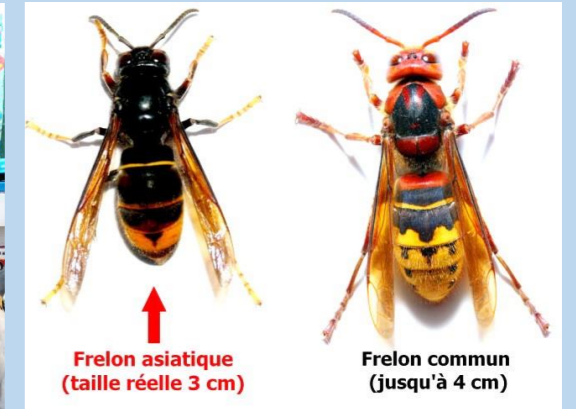 Frelon asiatique
(taille réelle 3 cm)
Frelon commun
(jusqu'à 4 cm)